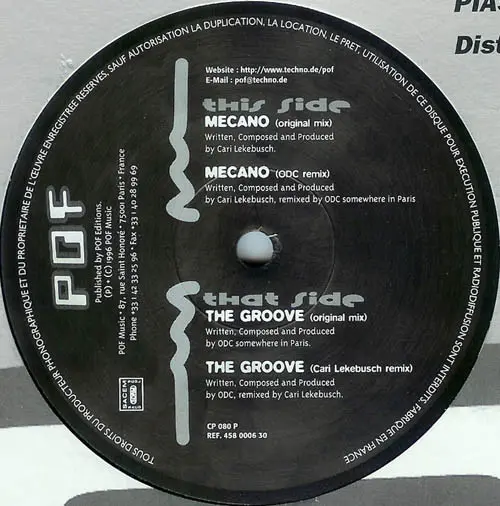 PIAS
Dist
TOUS DROITS DU PRODUCTEUR PHONOGRAPHIQUE ET DU PROPRIETAIRE DE L'ŒUVRE ENREGISTREE RESERVES, SAUF AUTORISATION LA DUPLICATION, LA LOCATION, LE PRET, UTILISATION DE CE DISQUE POUR EXECUTION PUBLIQUE ET RADIODIFFUSION SONT INTERDITS FABRIQUE EN FRANCE
Website : http://www.techno.de/pof
E-Mail : pof@techno.de
this side
MECANO (original mix)
Written, Composed and Produced
by Cari Lekebusch.
MECANO (ODC remix)
Written, Composed and Produced
by Cari Lekebusch, remixed by ODC somewhere in Paris
POF
Published by POF Editions.
(P) • (C) 1996 POF Music
POF Music • 87, rue Saint Honoré • 75001 Paris • France
Phone +33 1 42 33 25 96 • Fax +33 1 40 28 99 69
SACEM
that side
THE GROOVE (original mix)
Written, Composed and Produced
by ODC somewhere in Paris.
THE GROOVE (Cari Lekebusch remix)
Written, Composed and Produced
by ODC, remixed by Cari Lekebusch.
CP 080 P
REF. 458 0006 30